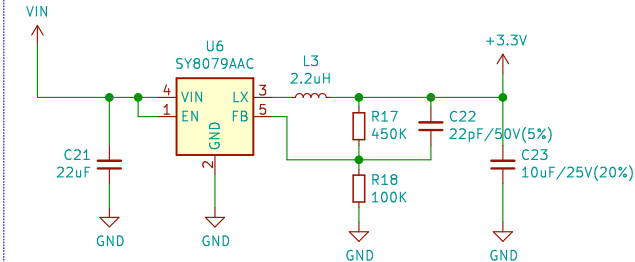 VIN
+3.3V
U6
SY8079AAC
L3
2.2uH
4
VIN
LX
3
1
EN
FB
5
GND
2
R17
450K
C22
22pF/50V(5%)
C21
22uF
R18
100K
C23
10uF/25V(20%)
GND
GND
GND
GND